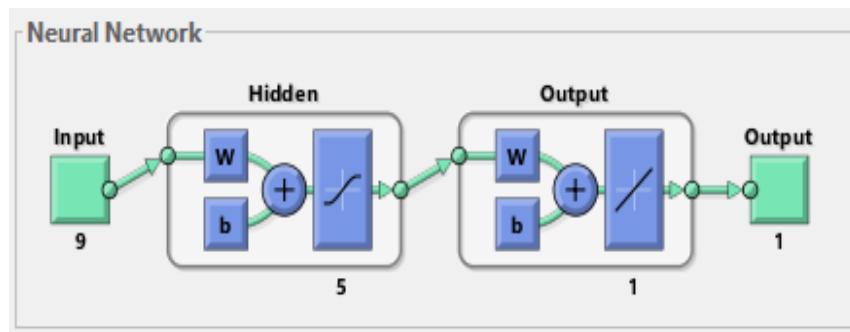 Neural Network
Hidden
Output
Input
Output
W
W
+
+
b
b
9
1
5
1